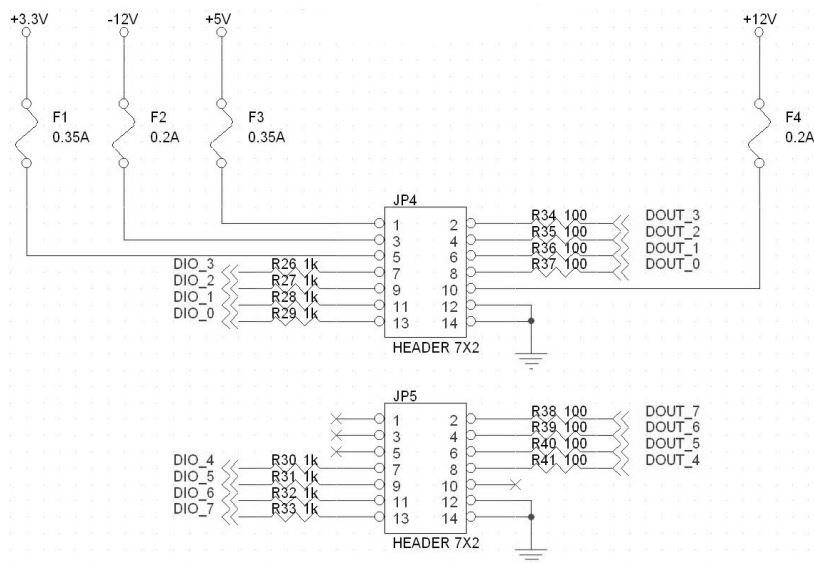 +3.3V -12V +5V +12V
F1 F2 F3 F4
0.35A 0.2A 0.35A 0.2A
JP4
1 2 R34 100 DOUT_3
3 4 R35 100 DOUT_2
5 6 R36 100 DOUT_1
DIO_3 R26 1k 7 8 R37 100 DOUT_0
DIO_2 R27 1k 9 10
DIO_1 R28 1k 11 12
DIO_0 R29 1k 13 14
HEADER 7X2
JP5
1 2 R38 100 DOUT_7
3 4 R39 100 DOUT_6
5 6 R40 100 DOUT_5
DIO_4 R30 1k 7 8 R41 100 DOUT_4
DIO_5 R31 1k 9 10
DIO_6 R32 1k 11 12
DIO_7 R33 1k 13 14
HEADER 7X2